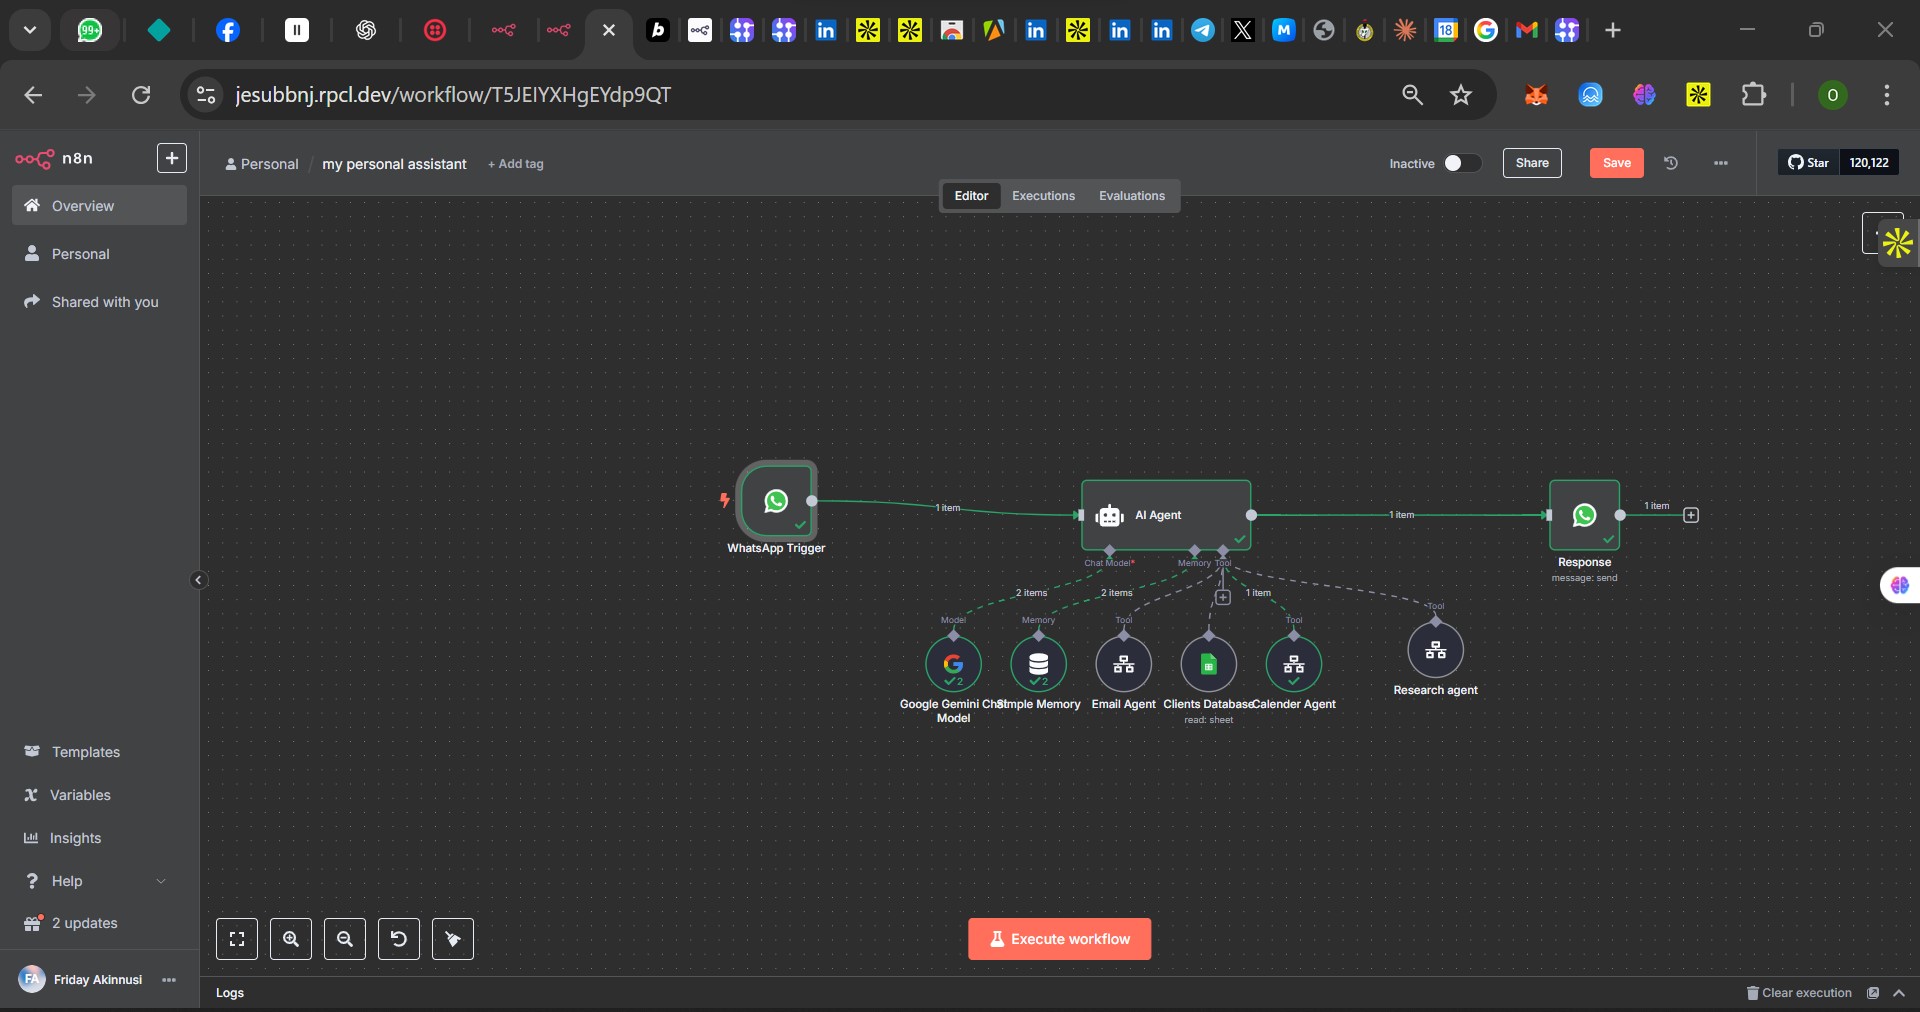 99+
18
jesubbnj.rpcl.dev/workflow/T5JEIYXHgEYdp9QT
O
n8n
Personal / my personal assistant + Add tag
Inactive
Share
Save
Star 120,122
Editor Executions Evaluations
Overview
Personal
Shared with you
1 item
1 item
1 item
AI Agent
WhatsApp Trigger
Response
message: send
Chat Model*
Memory
Tool
2 items
2 items
1 item
Model
Memory
Tool
Tool
Tool
2
2
Google Gemini Chat Model
Simple Memory
Email Agent
Clients Database
read: sheet
Calender Agent
Research agent
Templates
Variables
Insights
Help
2 updates
Execute workflow
FA Friday Akinnusi
Logs
Clear execution